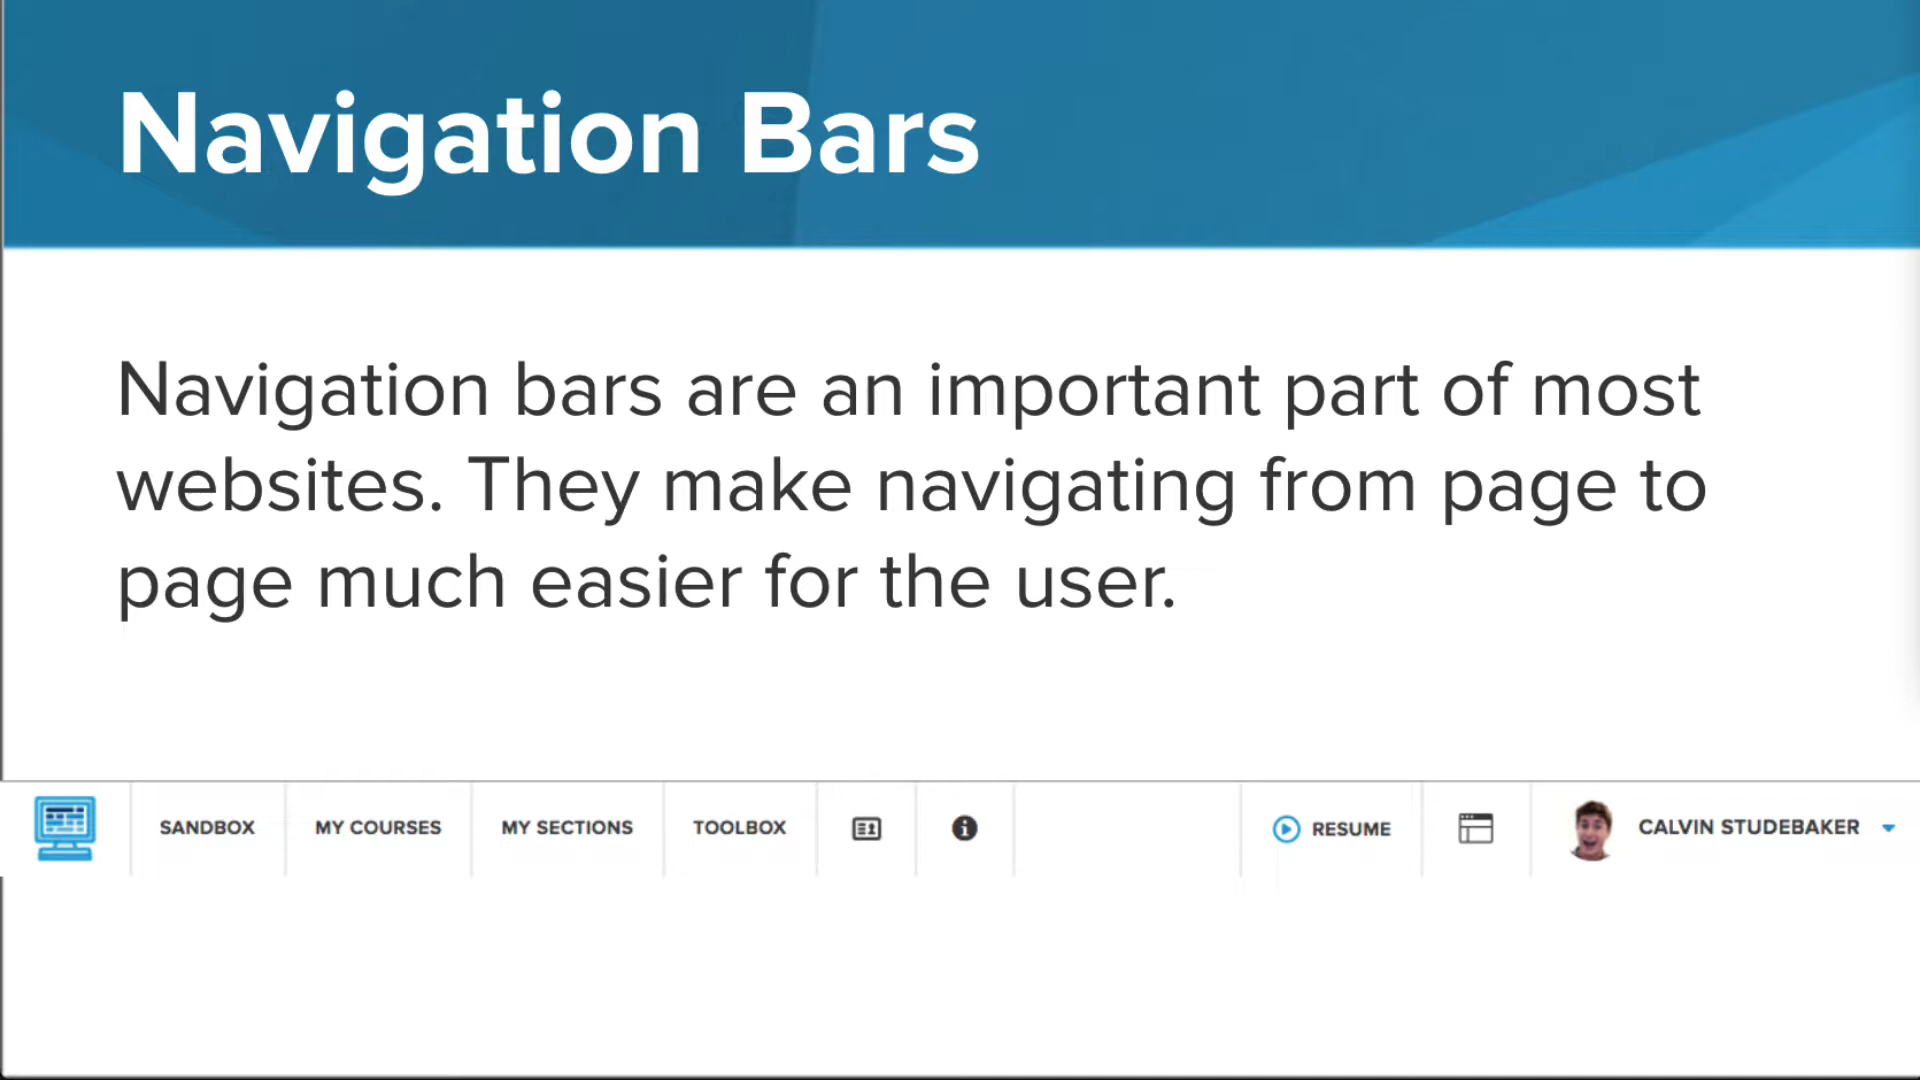 Navigation Bars
Navigation bars are an important part of most
websites. They make navigating from page to
page much easier for the user.
SANDBOX MY COURSES MY SECTIONS TOOLBOX RESUME CALVIN STUDEBAKER